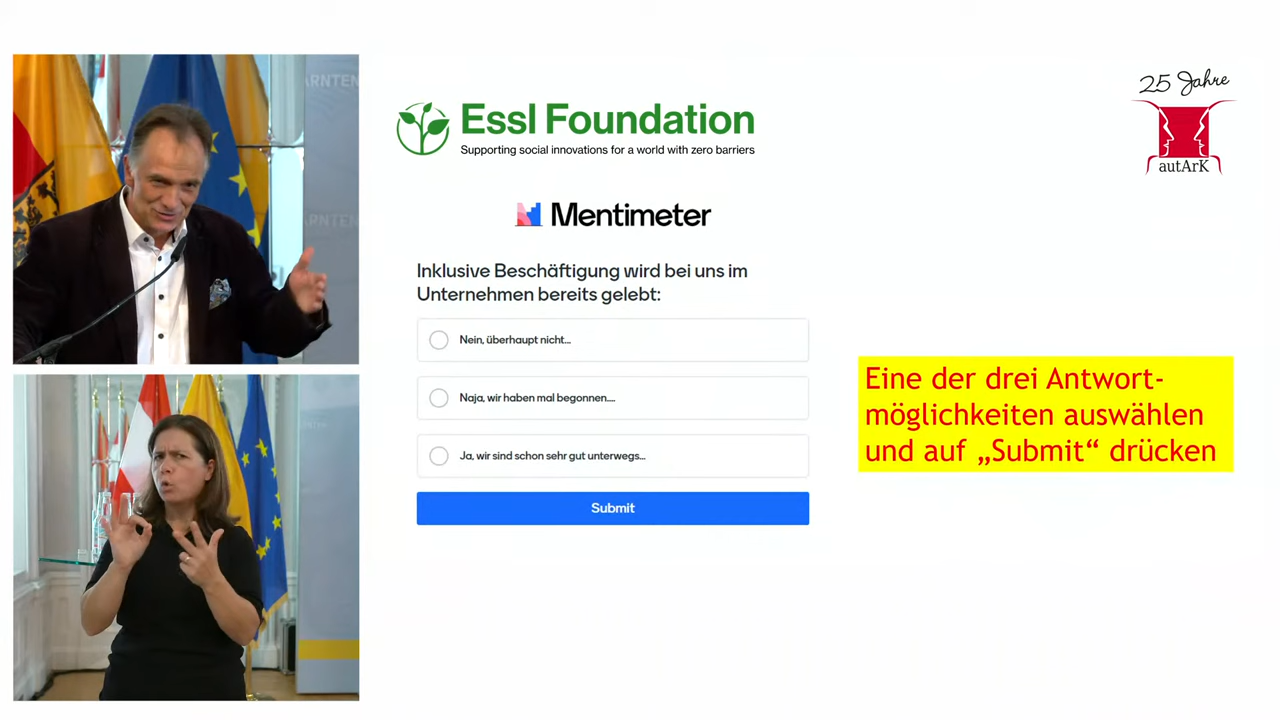 ÄRNTEN
ÄRNTEN
Essl Foundation
Supporting social innovations for a world with zero barriers
25 Jahre
autArK
Mentimeter
Inklusive Beschäftigung wird bei uns im
Unternehmen bereits gelebt:
Nein, überhaupt nicht...
Naja, wir haben mal begonnen....
Ja, wir sind schon sehr gut unterwegs...
Submit
Eine der drei Antwort-
möglichkeiten auswählen
und auf „Submit“ drücken